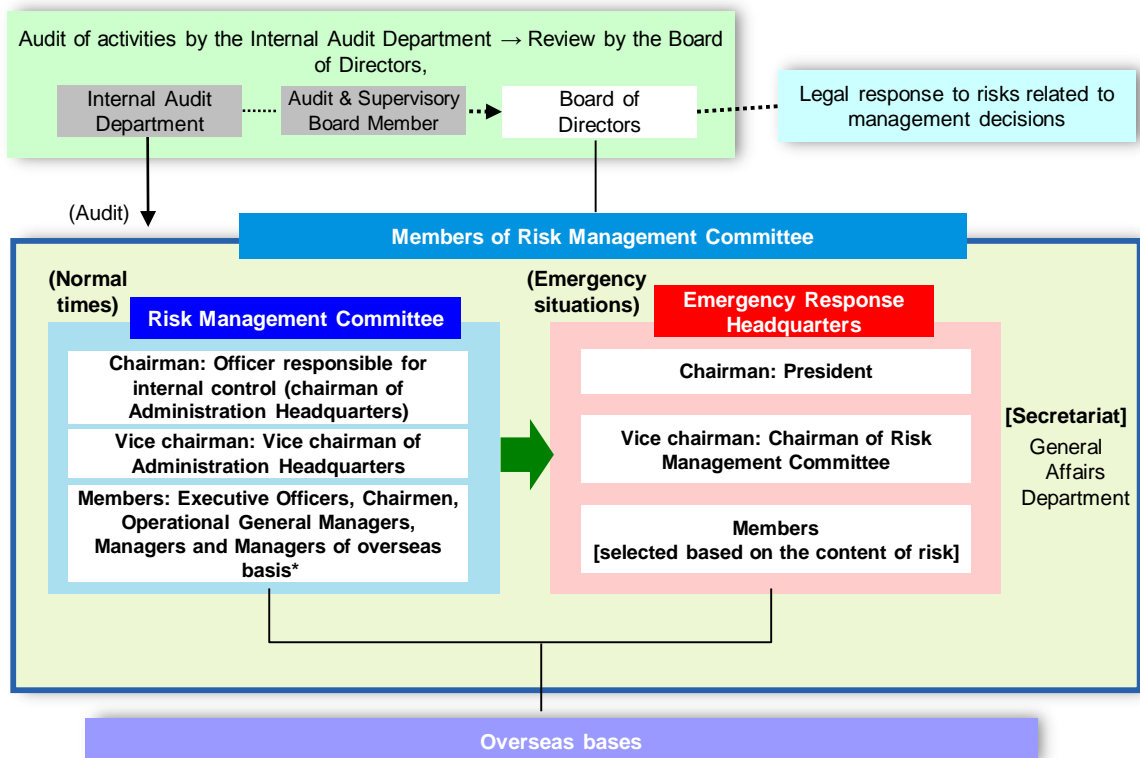 Audit of activities by the Internal Audit Department → Review by the Board
of Directors,
Internal Audit
Department
Audit & Supervisory
Board Member
Board of
Directors
Legal response to risks related to
management decisions
(Audit)
Members of Risk Management Committee
(Normal
times)
Risk Management Committee
Chairman: Officer responsible for
internal control (chairman of
Administration Headquarters)
Vice chairman: Vice chairman of
Administration Headquarters
Members: Executive Officers, Chairmen,
Operational General Managers,
Managers and Managers of overseas
basis*
(Emergency
situations)
Emergency Response
Headquarters
Chairman: President
Vice chairman: Chairman of Risk
Management Committee
Members
[selected based on the content of risk]
[Secretariat]
General
Affairs
Department
Overseas bases